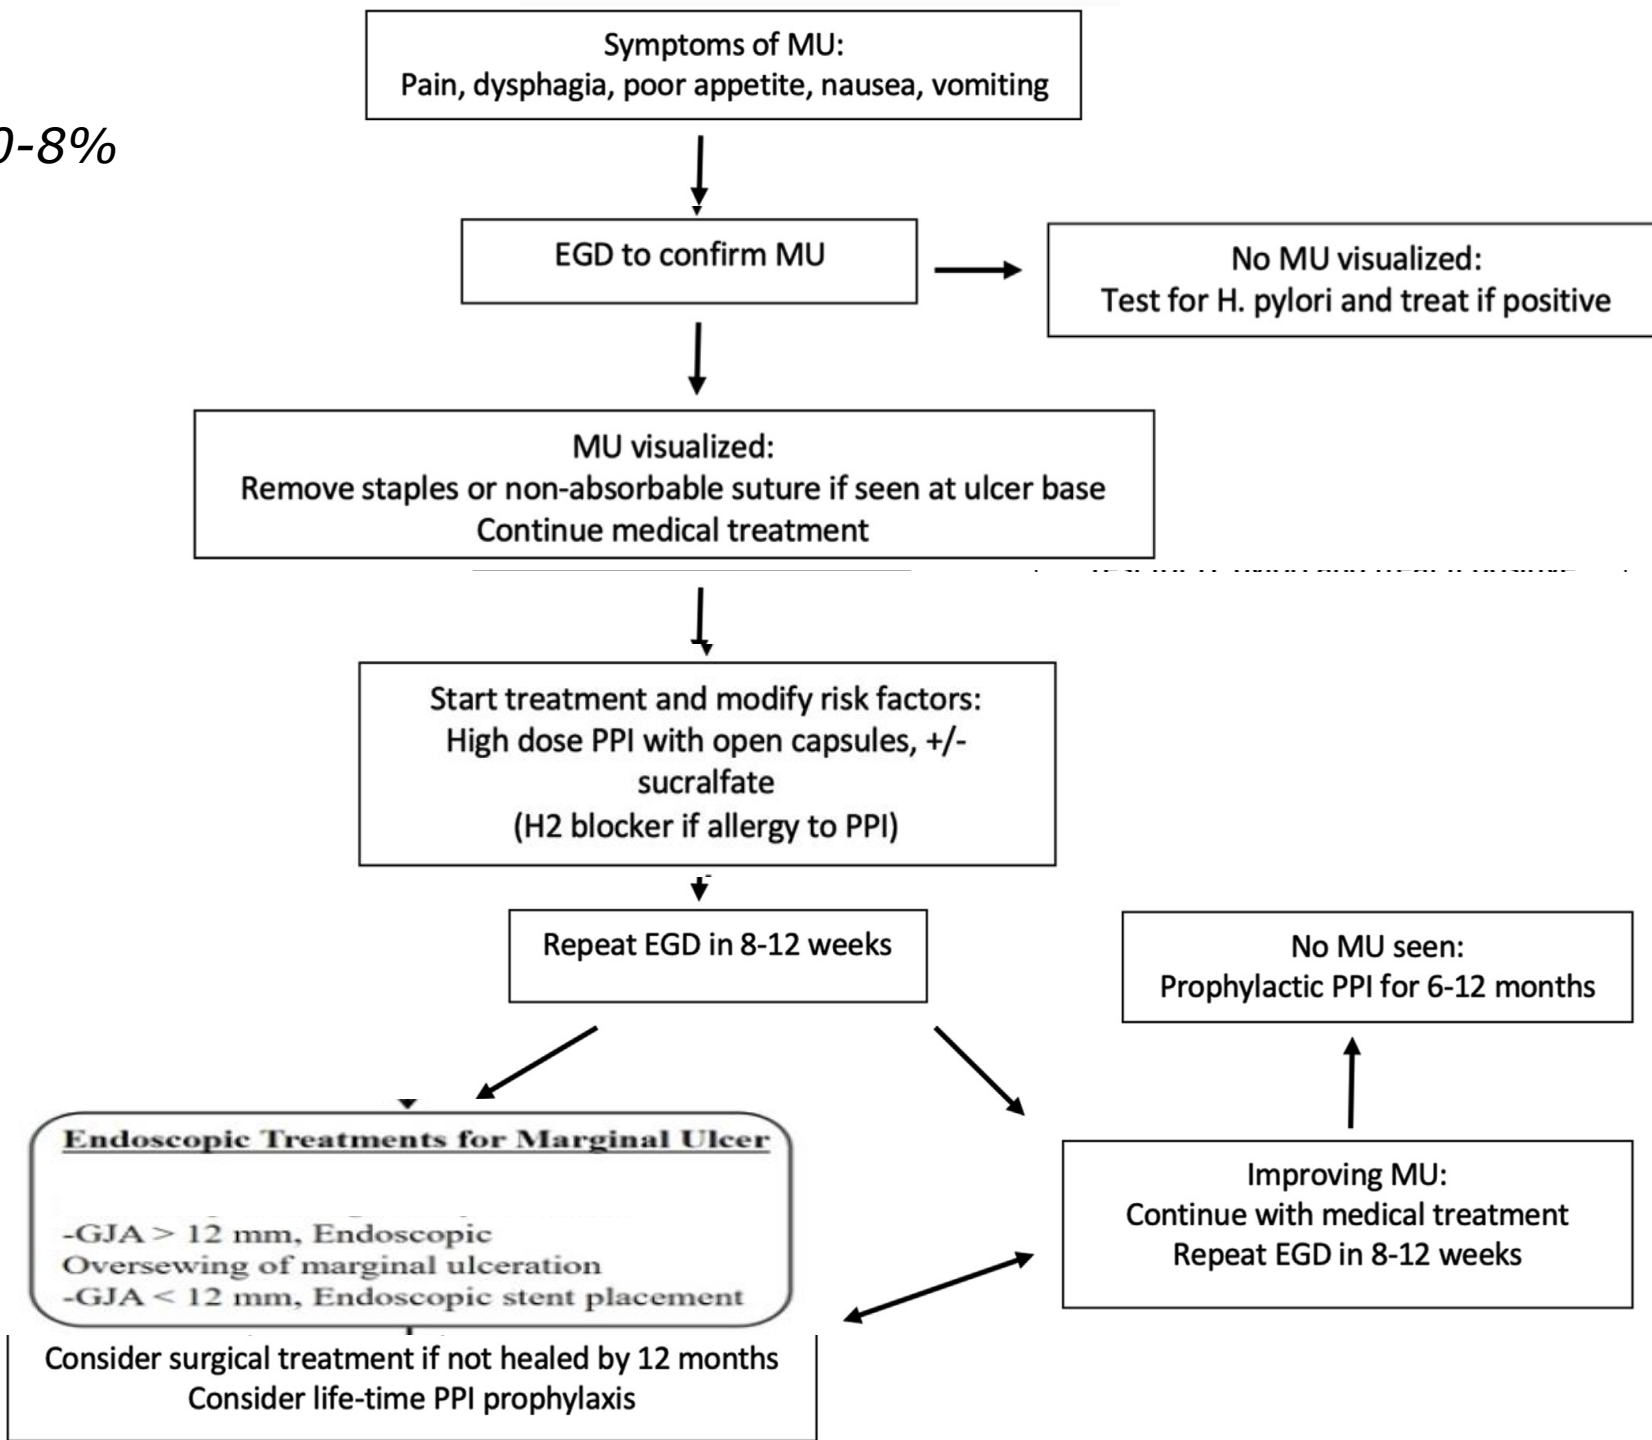 Symptoms of MU:
Pain, dysphagia, poor appetite, nausea, vomiting
0-8%
EGD to confirm MU
No MU visualized:
Test for H. pylori and treat if positive
MU visualized:
Remove staples or non-absorbable suture if seen at ulcer base
Continue medical treatment
Start treatment and modify risk factors:
High dose PPI with open capsules, +/-
sucralfate
(H2 blocker if allergy to PPI)
Repeat EGD in 8-12 weeks
No MU seen:
Prophylactic PPI for 6-12 months
Endoscopic Treatments for Marginal Ulcer
-GJA > 12 mm, Endoscopic
Oversewing of marginal ulceration
-GJA < 12 mm, Endoscopic stent placement
Improving MU:
Continue with medical treatment
Repeat EGD in 8-12 weeks
Consider surgical treatment if not healed by 12 months
Consider life-time PPI prophylaxis